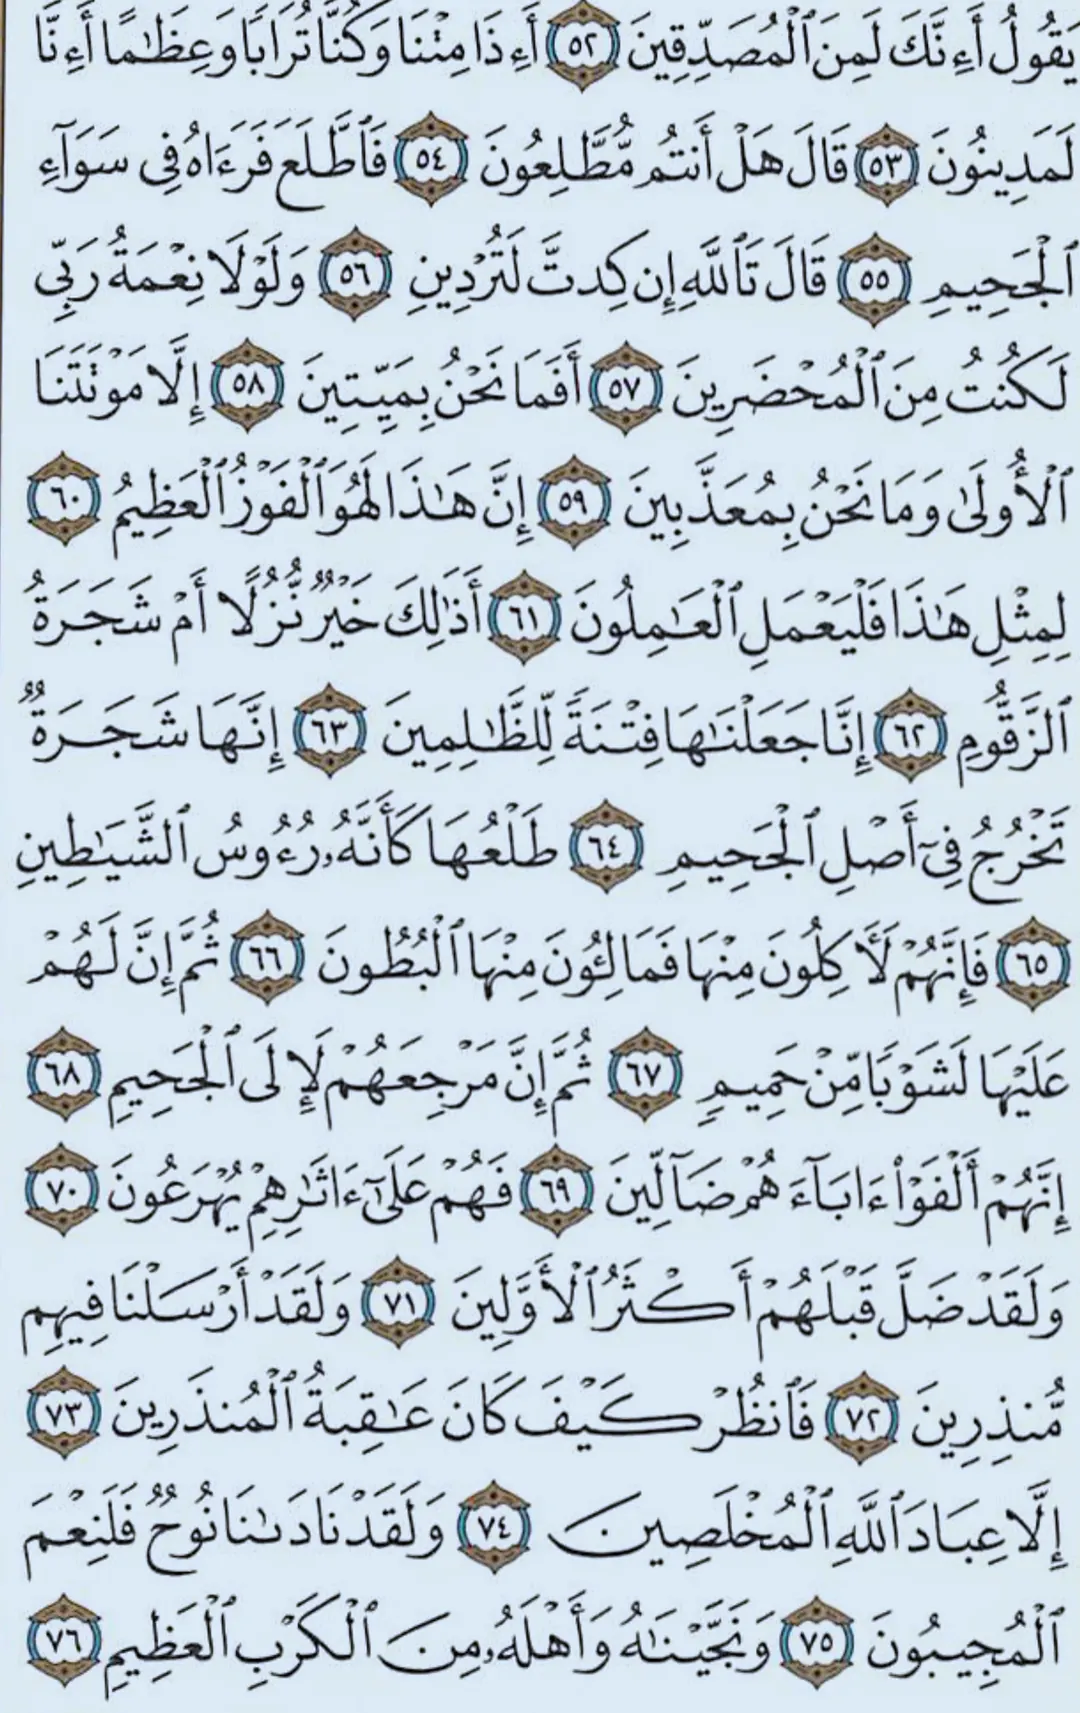 يَقُولُ أَءِنَّكَ لَمِنَ ٱلْمُصَدِّقِينَ ٥٢ أَءِذَا مِتْنَا وَكُنَّا تُرَابًا وَعِظَٰمًا أَءِنَّا
لَمَدِينُونَ ٥٣ قَالَ هَلْ أَنتُم مُّطَّلِعُونَ ٥٤ فَٱطَّلَعَ فَرَءَاهُ فِى سَوَآءِ
ٱلْجَحِيمِ ٥٥ قَالَ تَٱللَّهِ إِن كِدتَّ لَتُرْدِينِ ٥٦ وَلَوْلَا نِعْمَةُ رَبِّى
لَكُنتُ مِنَ ٱلْمُحْضَرِينَ ٥٧ أَفَمَا نَحْنُ بِمَيِّتِينَ ٥٨ إِلَّا مَوْتَتَنَا
ٱلْأُولَىٰ وَمَا نَحْنُ بِمُعَذَّبِينَ ٥٩ إِنَّ هَٰذَا لَهُوَ ٱلْفَوْزُ ٱلْعَظِيمُ ٦٠
لِمِثْلِ هَٰذَا فَلْيَعْمَلِ ٱلْعَٰمِلُونَ ٦١ أَذَٰلِكَ خَيْرٌ نُّزُلًا أَمْ شَجَرَةُ
ٱلزَّقُّومِ ٦٢ إِنَّا جَعَلْنَٰهَا فِتْنَةً لِّلظَّٰلِمِينَ ٦٣ إِنَّهَا شَجَرَةٌ
تَخْرُجُ فِىٓ أَصْلِ ٱلْجَحِيمِ ٦٤ طَلْعُهَا كَأَنَّهُۥ رُءُوسُ ٱلشَّيَٰطِينِ
٦٥ فَإِنَّهُمْ لَءَاكِلُونَ مِنْهَا فَمَالِـُٔونَ مِنْهَا ٱلْبُطُونَ ٦٦ ثُمَّ إِنَّ لَهُمْ
عَلَيْهَا لَشَوْبًا مِّنْ حَمِيمٍ ٦٧ ثُمَّ إِنَّ مَرْجِعَهُمْ لَإِلَى ٱلْجَحِيمِ ٦٨
إِنَّهُمْ أَلْفَوْا۟ ءَابَآءَهُمْ ضَآلِّينَ ٦٩ فَهُمْ عَلَىٰٓ ءَاثَٰرِهِمْ يُهْرَعُونَ ٧٠
وَلَقَدْ ضَلَّ قَبْلَهُمْ أَكْثَرُ ٱلْأَوَّلِينَ ٧١ وَلَقَدْ أَرْسَلْنَا فِيهِم
مُّنذِرِينَ ٧٢ فَٱنظُرْ كَيْفَ كَانَ عَٰقِبَةُ ٱلْمُنذَرِينَ ٧٣
إِلَّا عِبَادَ ٱللَّهِ ٱلْمُخْلَصِينَ ٧٤ وَلَقَدْ نَادَىٰنَا نُوحٌ فَلَنِعْمَ
ٱلْمُجِيبُونَ ٧٥ وَنَجَّيْنَٰهُ وَأَهْلَهُۥ مِنَ ٱلْكَرْبِ ٱلْعَظِيمِ ٧٦